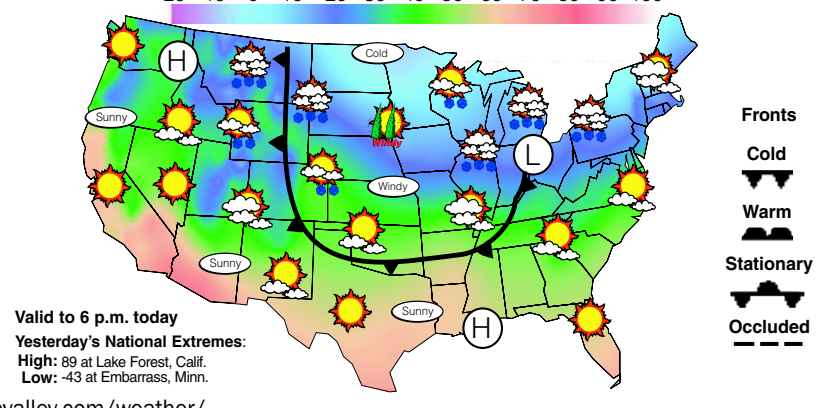 H
Cold
Sunny
Windy
L
Windy
Sunny
Sunny
H
Fronts
Cold
Warm
Stationary
Occluded
Valid to 6 p.m. today
Yesterday's National Extremes:
High: 89 at Lake Forest, Calif.
Low: -43 at Embarrass, Minn.